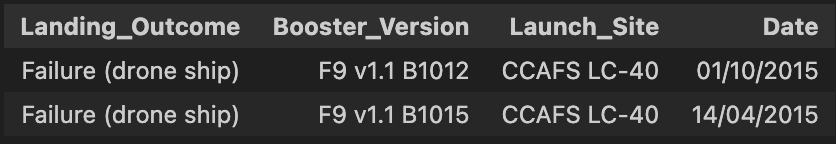 Landing_Outcome Booster_Version Launch_Site Date
Failure (drone ship) F9 v1.1 B1012 CCAFS LC-40 01/10/2015
Failure (drone ship) F9 v1.1 B1015 CCAFS LC-40 14/04/2015